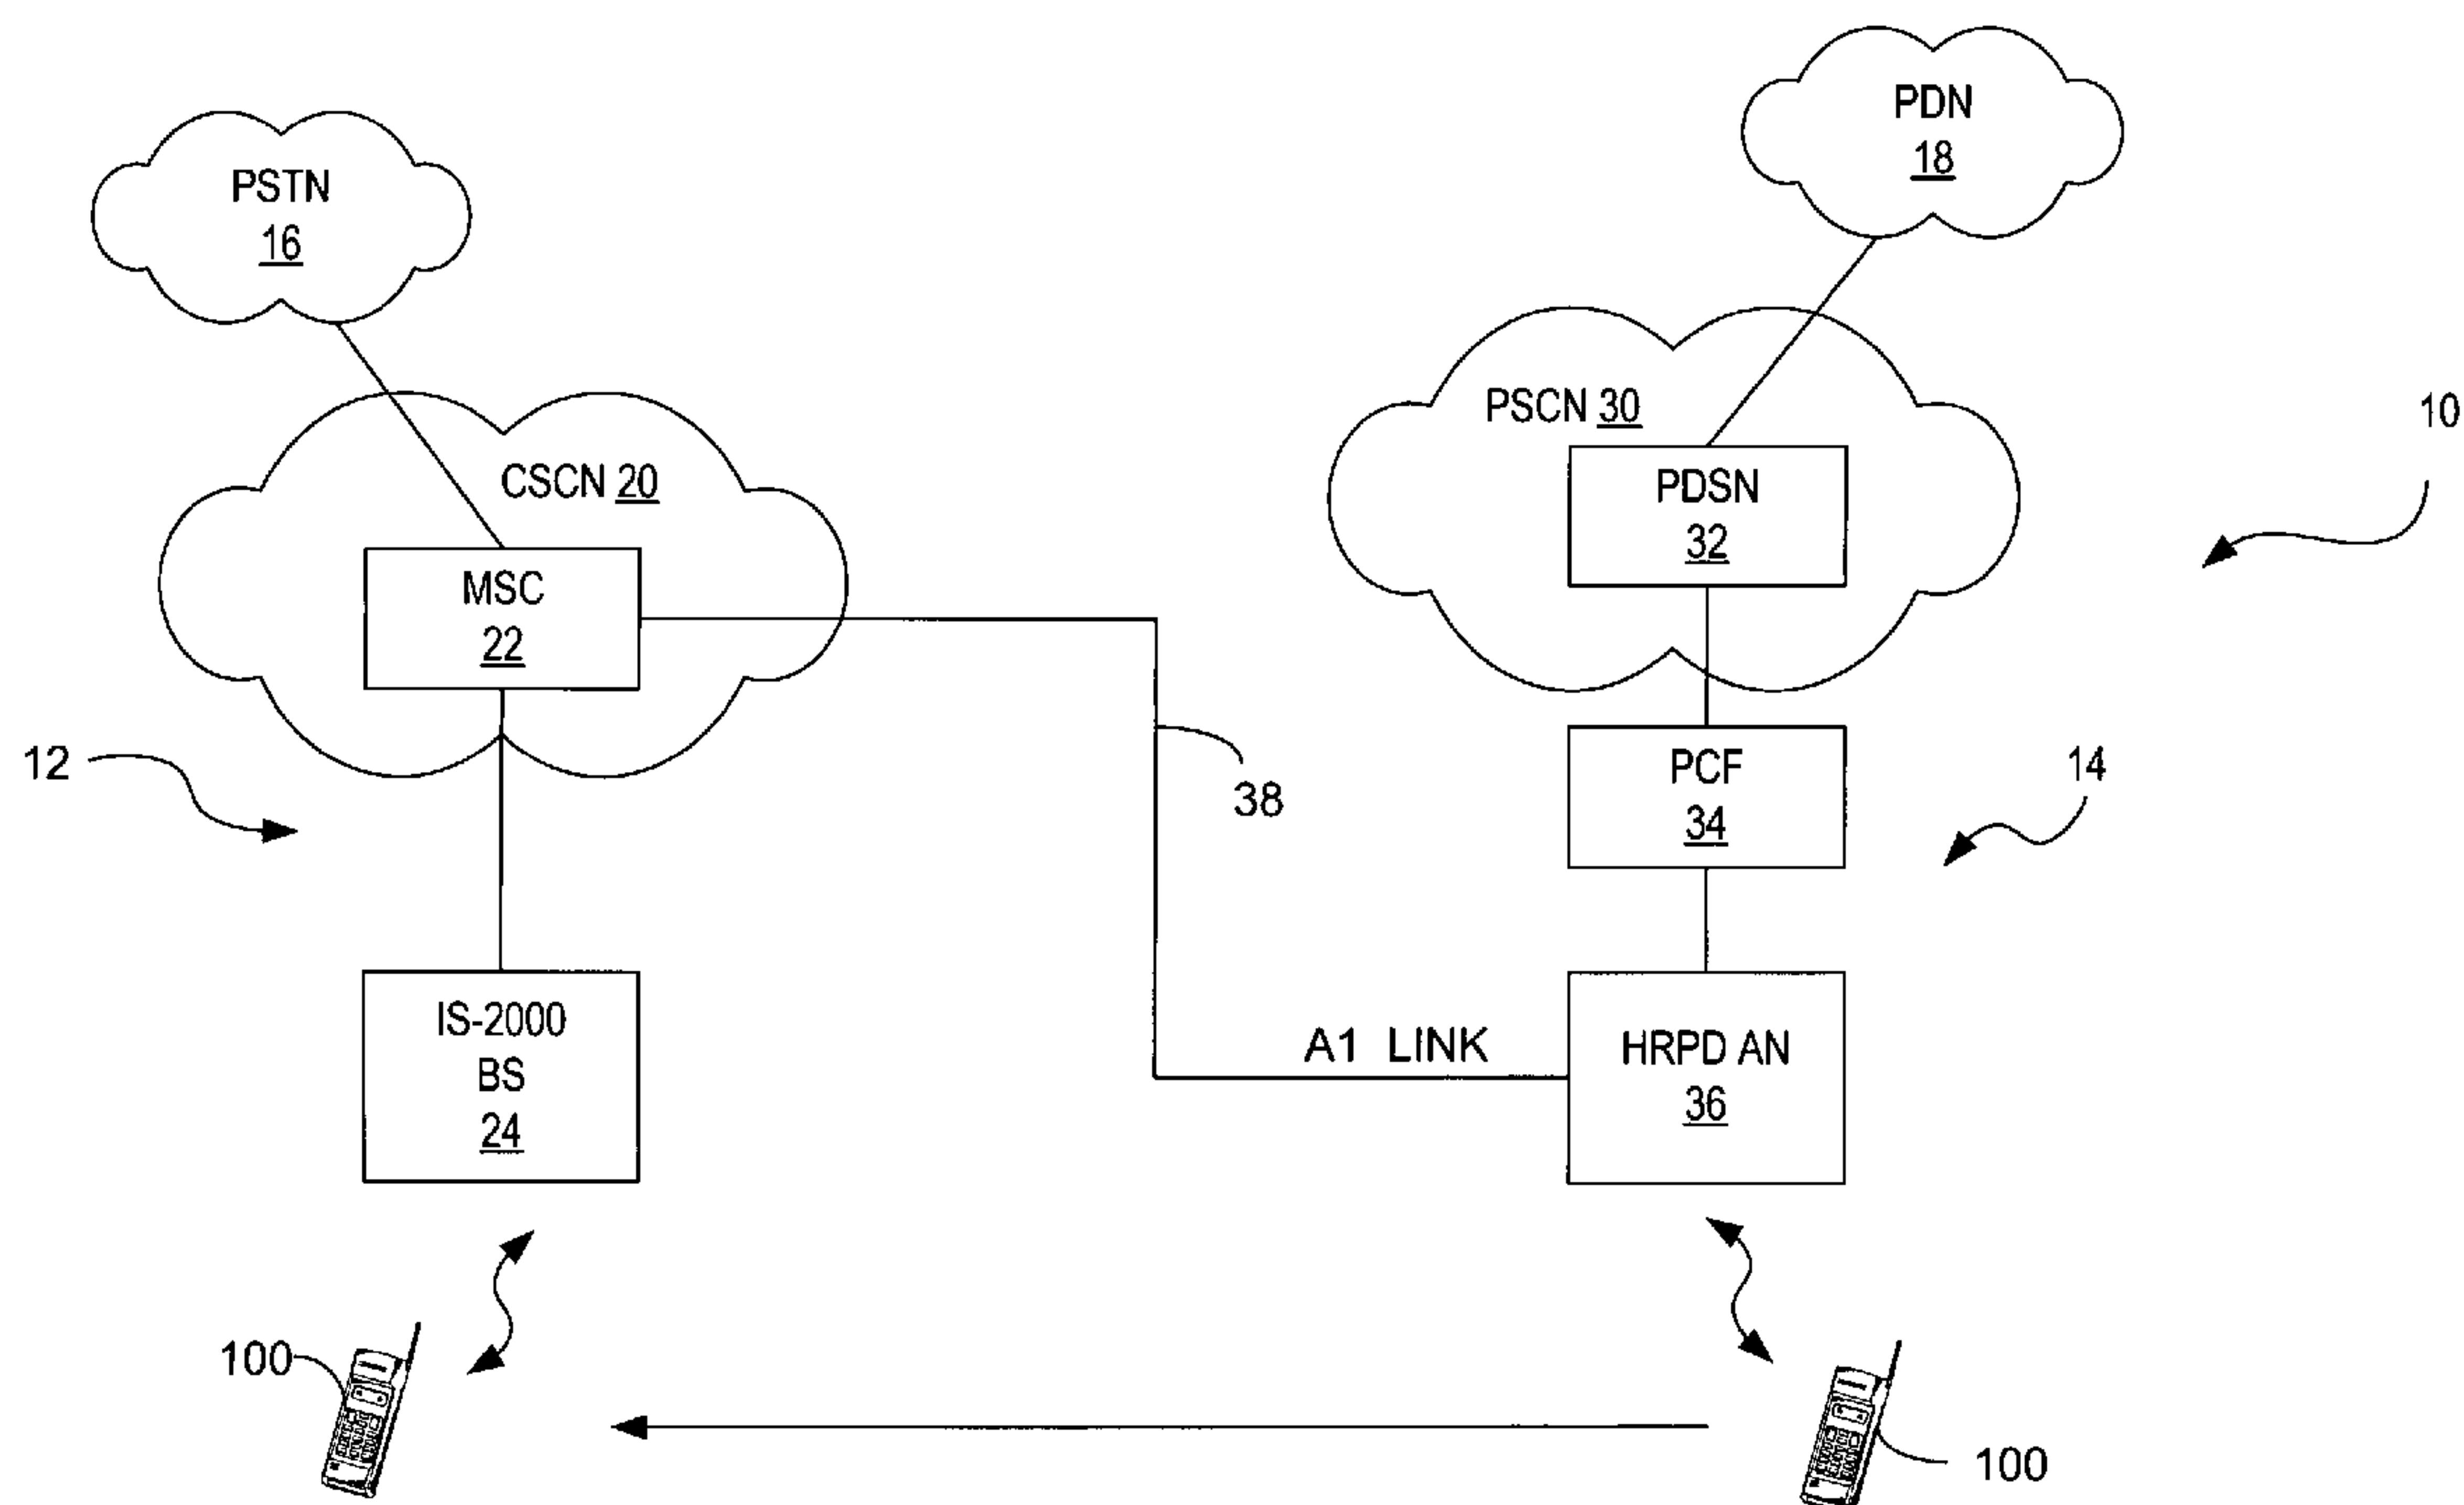 PDN
18
PSTN
16
PSCN 30
10
CSCN 20
PDSN
32
MSC
22
12
38
PCF
34
14
IS-2000
BS
24
A1 LINK
HRPD AN
36
100
100